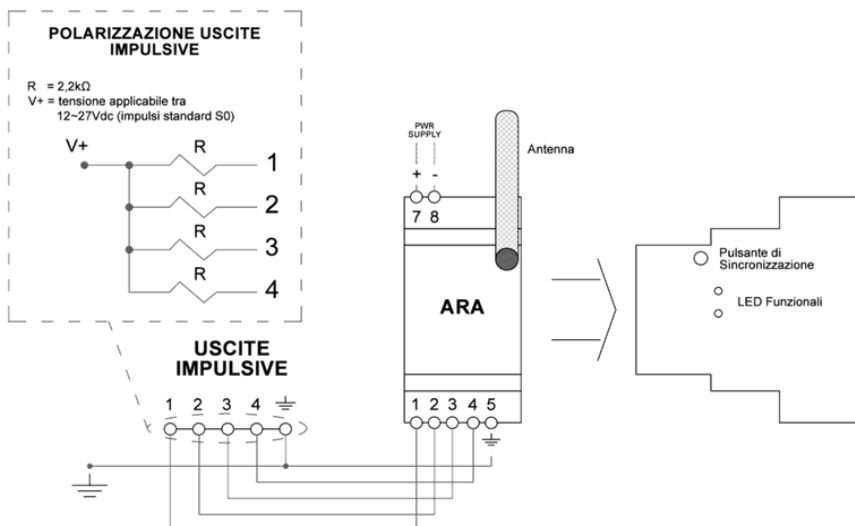 POLARIZZAZIONE USCITE
IMPULSIVE
R = 2,2kΩ
V+ = tensione applicabile tra
12~27Vdc (impulsi standard S0)
V+
R 1
R 2
R 3
R 4
USCITE
IMPULSIVE
1 2 3 4
PWR
SUPPLY
+ -
7 8
Antenna
ARA
1 2 3 4 5
Pulsante di
Sincronizzazione
LED Funzionali